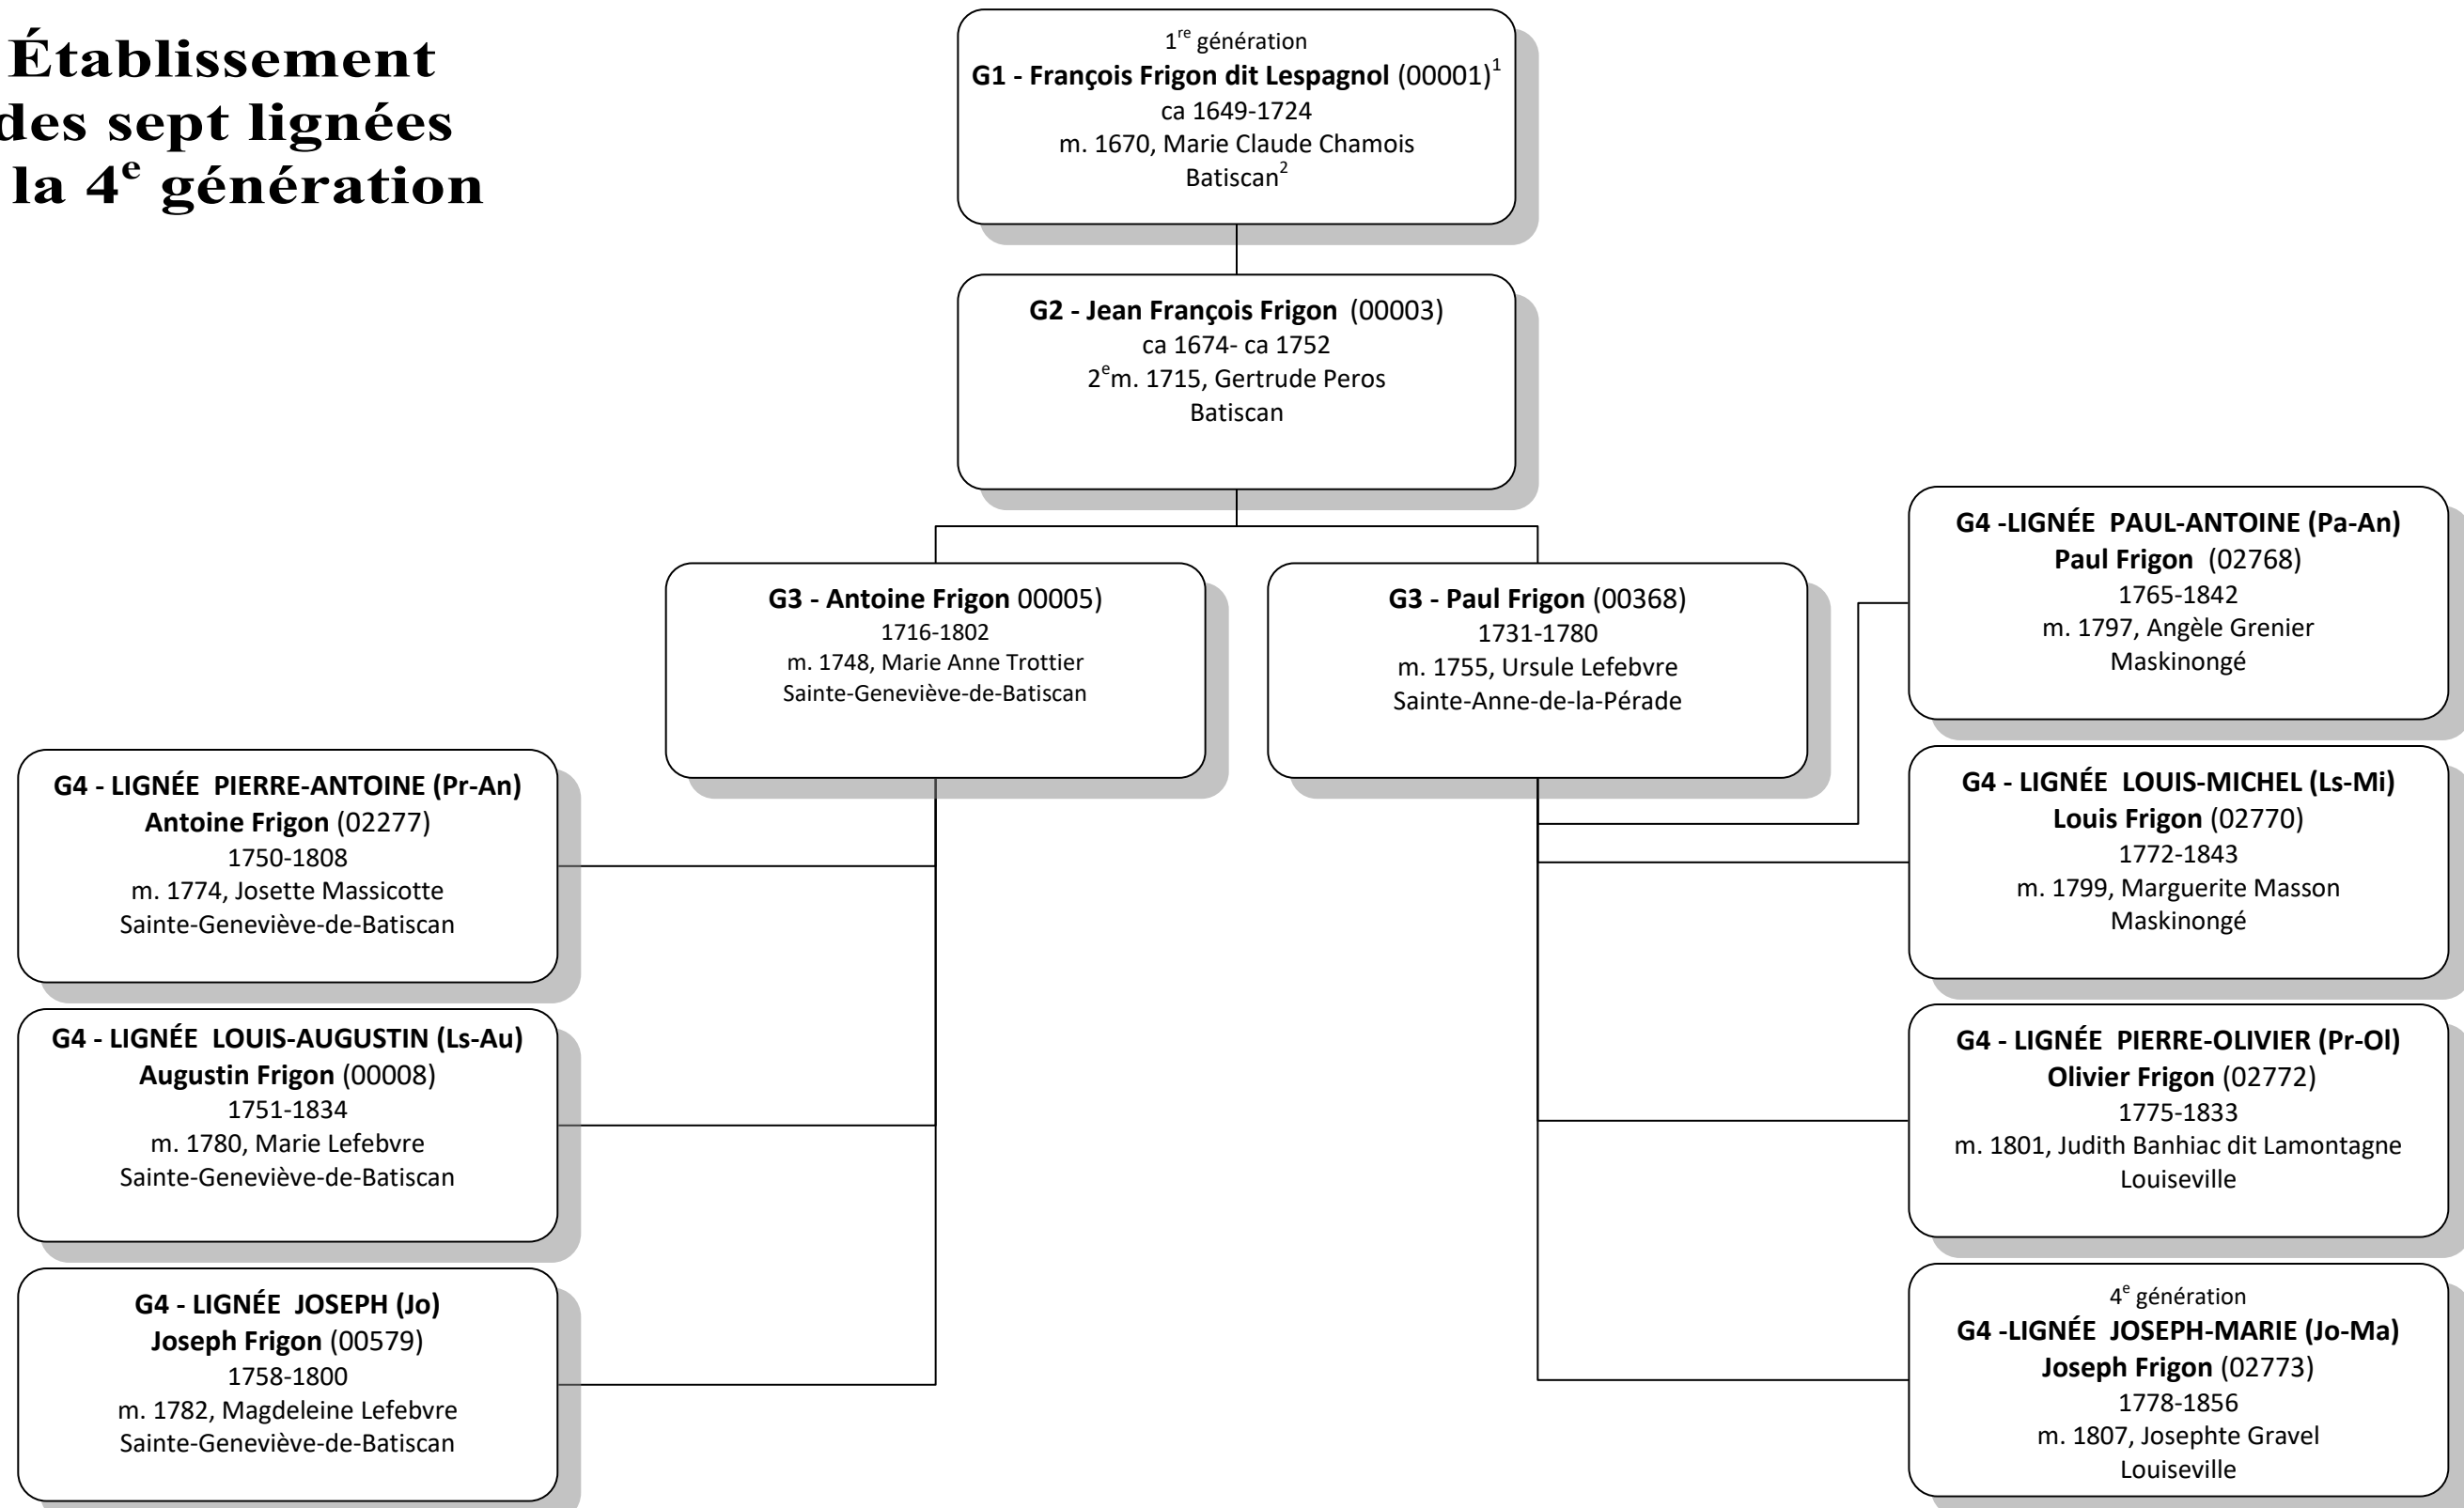 Établissement
des sept lignées
la 4e génération
1re génération
G1 - François Frigon dit Lespagnol (00001)1
ca 1649-1724
m. 1670, Marie Claude Chamois
Batiscan2
G2 - Jean François Frigon (00003)
ca 1674- ca 1752
2em. 1715, Gertrude Peros
Batiscan
G3 - Antoine Frigon 00005)
1716-1802
m. 1748, Marie Anne Trottier
Sainte-Geneviève-de-Batiscan
G3 - Paul Frigon (00368)
1731-1780
m. 1755, Ursule Lefebvre
Sainte-Anne-de-la-Pérade
G4 - LIGNÉE PIERRE-ANTOINE (Pr-An)
Antoine Frigon (02277)
1750-1808
m. 1774, Josette Massicotte
Sainte-Geneviève-de-Batiscan
G4 - LIGNÉE LOUIS-AUGUSTIN (Ls-Au)
Augustin Frigon (00008)
1751-1834
m. 1780, Marie Lefebvre
Sainte-Geneviève-de-Batiscan
G4 - LIGNÉE JOSEPH (Jo)
Joseph Frigon (00579)
1758-1800
m. 1782, Magdeleine Lefebvre
Sainte-Geneviève-de-Batiscan
G4 -LIGNÉE PAUL-ANTOINE (Pa-An)
Paul Frigon (02768)
1765-1842
m. 1797, Angèle Grenier
Maskinongé
G4 - LIGNÉE LOUIS-MICHEL (Ls-Mi)
Louis Frigon (02770)
1772-1843
m. 1799, Marguerite Masson
Maskinongé
G4 - LIGNÉE PIERRE-OLIVIER (Pr-Ol)
Olivier Frigon (02772)
1775-1833
m. 1801, Judith Banhiac dit Lamontagne
Louiseville
4e génération
G4 -LIGNÉE JOSEPH-MARIE (Jo-Ma)
Joseph Frigon (02773)
1778-1856
m. 1807, Josephte Gravel
Louiseville